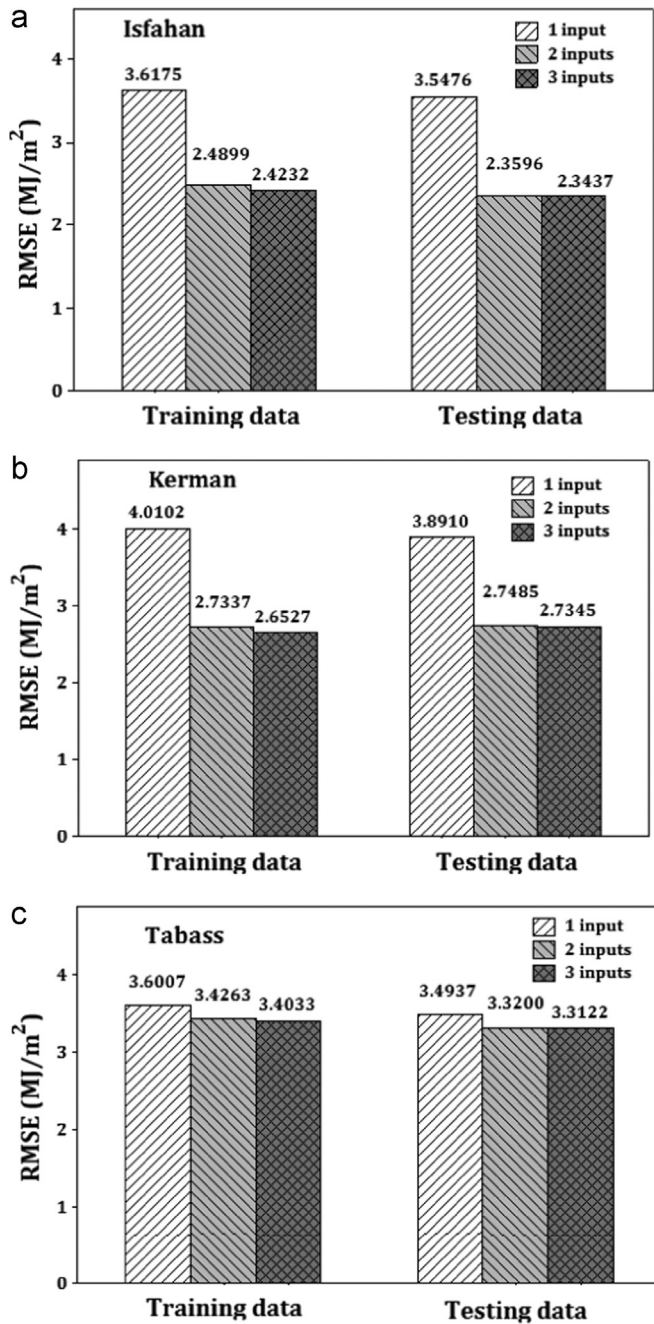 a
Isfahan
1 input
2 inputs
3 inputs
RMSE (MJ/m²)
4
3
2
1
0
3.6175
2.4899
2.4232
3.5476
2.3596
2.3437
Training data
Testing data
b
Kerman
1 input
2 inputs
3 inputs
RMSE (MJ/m²)
4
3
2
1
0
4.0102
2.7337
2.6527
3.8910
2.7485
2.7345
Training data
Testing data
c
Tabass
1 input
2 inputs
3 inputs
RMSE (MJ/m²)
4
3
2
1
0
3.6007
3.4263
3.4033
3.4937
3.3200
3.3122
Training data
Testing data